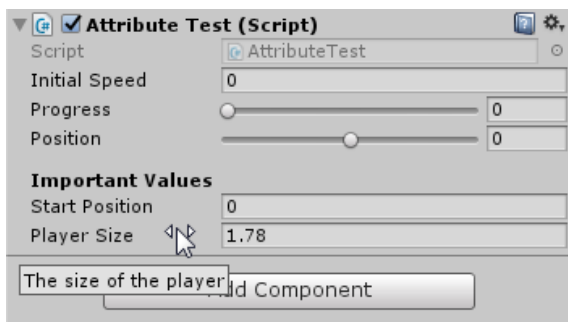 Attribute Test (Script)
Script AttributeTest
Initial Speed 0
Progress 0
Position 0
Important Values
Start Position 0
Player Size 1.78
The size of the player
Component